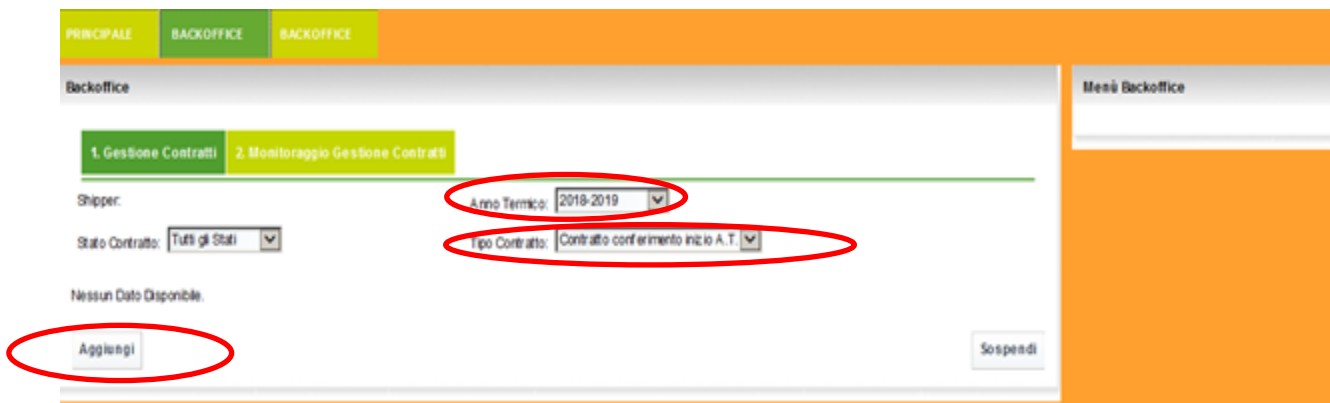 PRINCIPALE BACKOFFICE BACKOFFICE
Backoffice Menù Backoffice
1. Gestione Contratti 2. Monitoraggio Gestione Contratti
Shipper: Anno Termico: 2018-2019
Stato Contratto: Tutti gli Stati Tipo Contratto: Contratto conferimento inizio A.T.
Nessun Dato Disponibile.
Aggiungi Sospendi